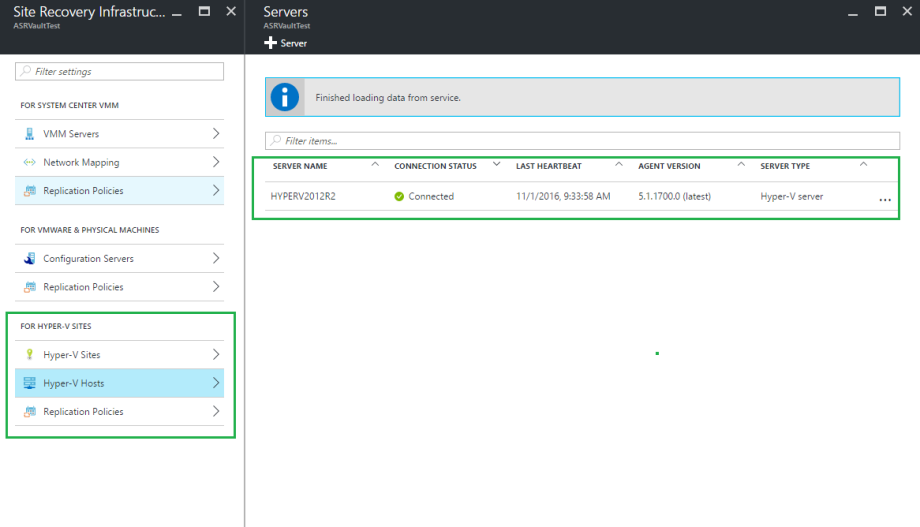 Site Recovery Infrastruc...
ASRVaultTest
Filter settings
FOR SYSTEM CENTER VMM
VMM Servers
Network Mapping
Replication Policies
FOR VMWARE & PHYSICAL MACHINES
Configuration Servers
Replication Policies
FOR HYPER-V SITES
Hyper-V Sites
Hyper-V Hosts
Replication Policies
Servers
ASRVaultTest
Server
Finished loading data from service.
Filter items...
SERVER NAME CONNECTION STATUS LAST HEARTBEAT AGENT VERSION SERVER TYPE
HYPERV2012R2 Connected 11/1/2016, 9:33:58 AM 5.1.1700.0 (latest) Hyper-V server ...